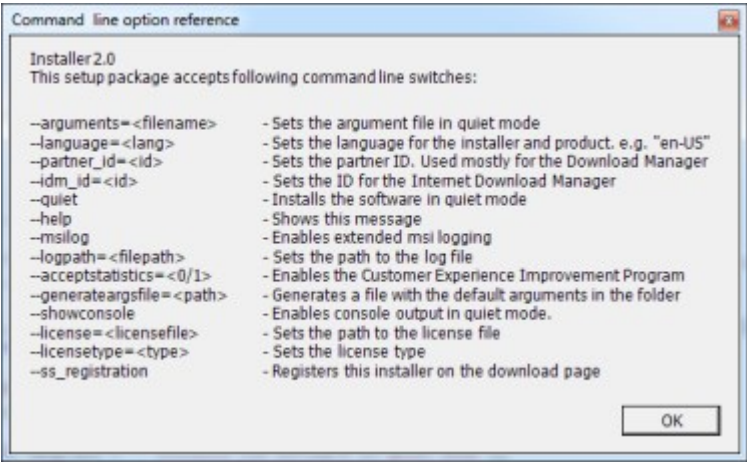 Command line option reference
Installer 2.0
This setup package accepts following command line switches:
--arguments=<filename> - Sets the argument file in quiet mode
--language=<lang> - Sets the language for the installer and product. e.g. "en-US"
--partner_id=<id> - Sets the partner ID. Used mostly for the Download Manager
--idm_id=<id> - Sets the ID for the Internet Download Manager
--quiet - Installs the software in quiet mode
--help - Shows this message
--msilog - Enables extended msi logging
--logpath=<filepath> - Sets the path to the log file
--acceptstatistics=<0/1> - Enables the Customer Experience Improvement Program
--generateargsfile=<path> - Generates a file with the default arguments in the folder
--showconsole - Enables console output in quiet mode.
--license=<licensefile> - Sets the path to the license file
--licensetype=<type> - Sets the license type
--ss_registration - Registers this installer on the download page
OK